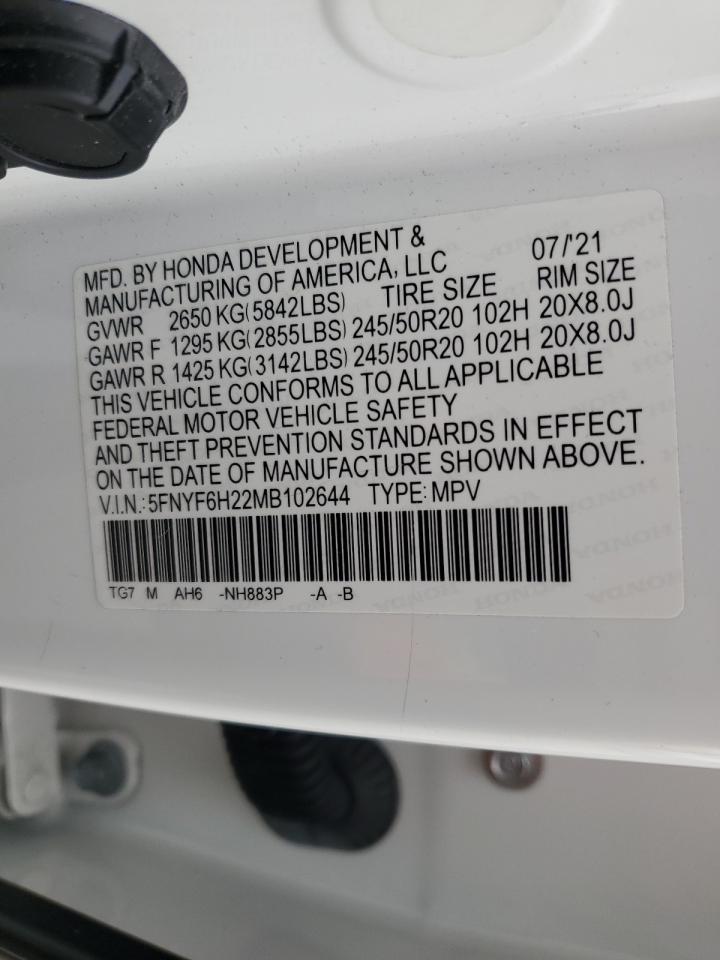 MFD. BY HONDA DEVELOPMENT & 07/'21
MANUFACTURING OF AMERICA, LLC
GVWR 2650 KG(5842LBS) TIRE SIZE RIM SIZE
GAWR F 1295 KG(2855LBS) 245/50R20 102H 20X8.0J
GAWR R 1425 KG(3142LBS) 245/50R20 102H 20X8.0J
THIS VEHICLE CONFORMS TO ALL APPLICABLE
FEDERAL MOTOR VEHICLE SAFETY
AND THEFT PREVENTION STANDARDS IN EFFECT
ON THE DATE OF MANUFACTURE SHOWN ABOVE.
V.I.N.: 5FNYF6H22MB102644 TYPE: MPV
TG7 M AH6 -NH883P -A -B